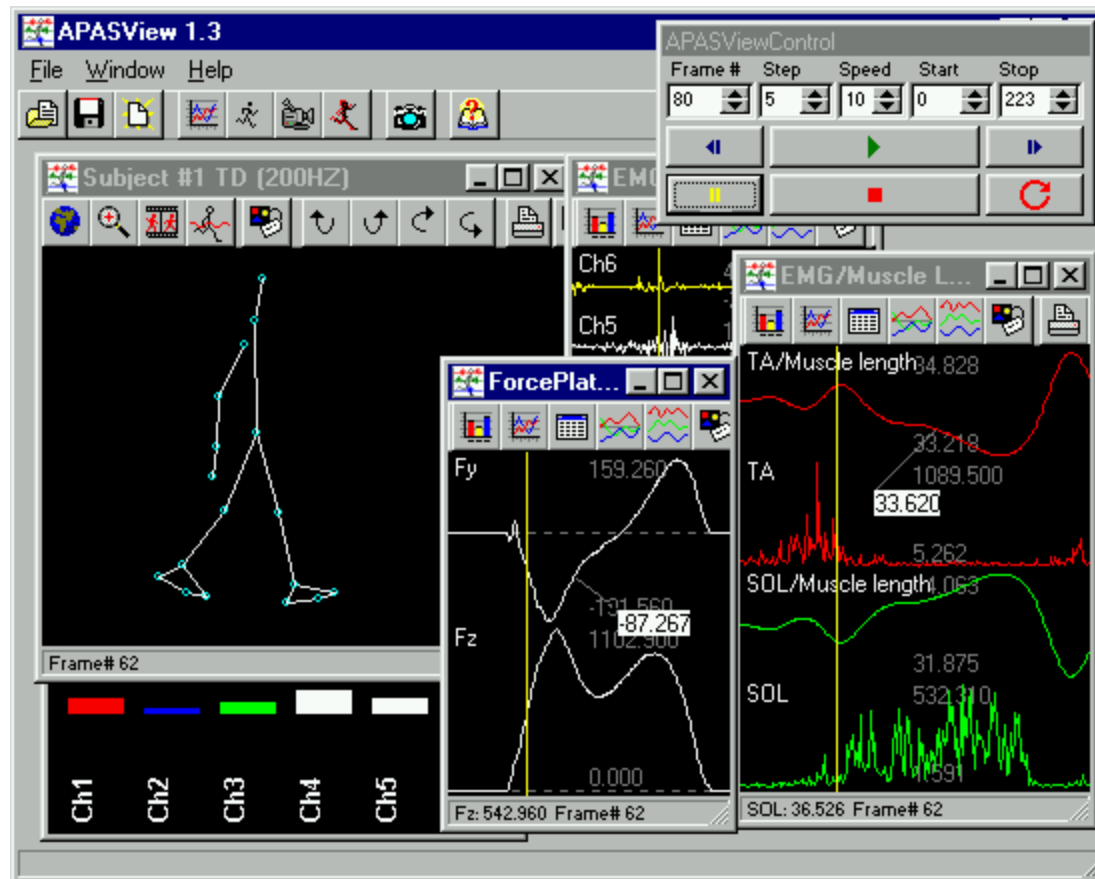 APASView 1.3
File Window Help
APASViewControl
Frame # Step Speed Start Stop
80 5 10 0 223
Subject #1 TD (200HZ)
Frame# 62
EMG
Ch6
Ch5
ForcePlat...
Fy
159.260
-87.267
Fz
1102.900
0.000
Fz: 542.960 Frame# 62
EMG/Muscle L...
TA/Muscle length
34.828
33.218
TA
1089.500
33.620
5.262
SOL/Muscle length
31.875
SOL
532.310
SOL: 36.526 Frame# 62
Ch1
Ch2
Ch3
Ch4
Ch5